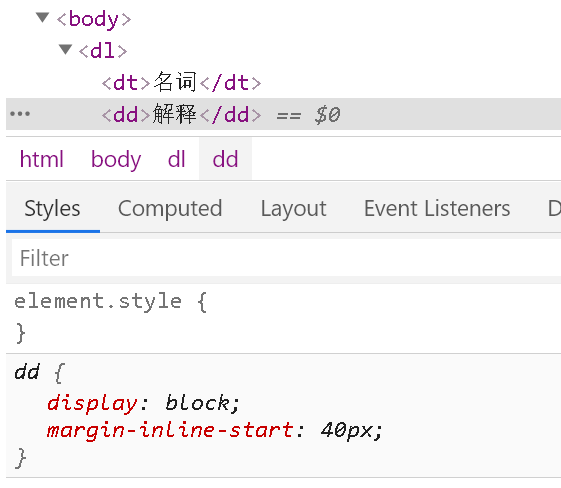 <body>
<dl>
<dt>名词</dt>
... <dd>解释</dd> == $0
html body dl dd
Styles Computed Layout Event Listeners D
Filter
element.style {
}
dd {
display: block;
margin-inline-start: 40px;
}